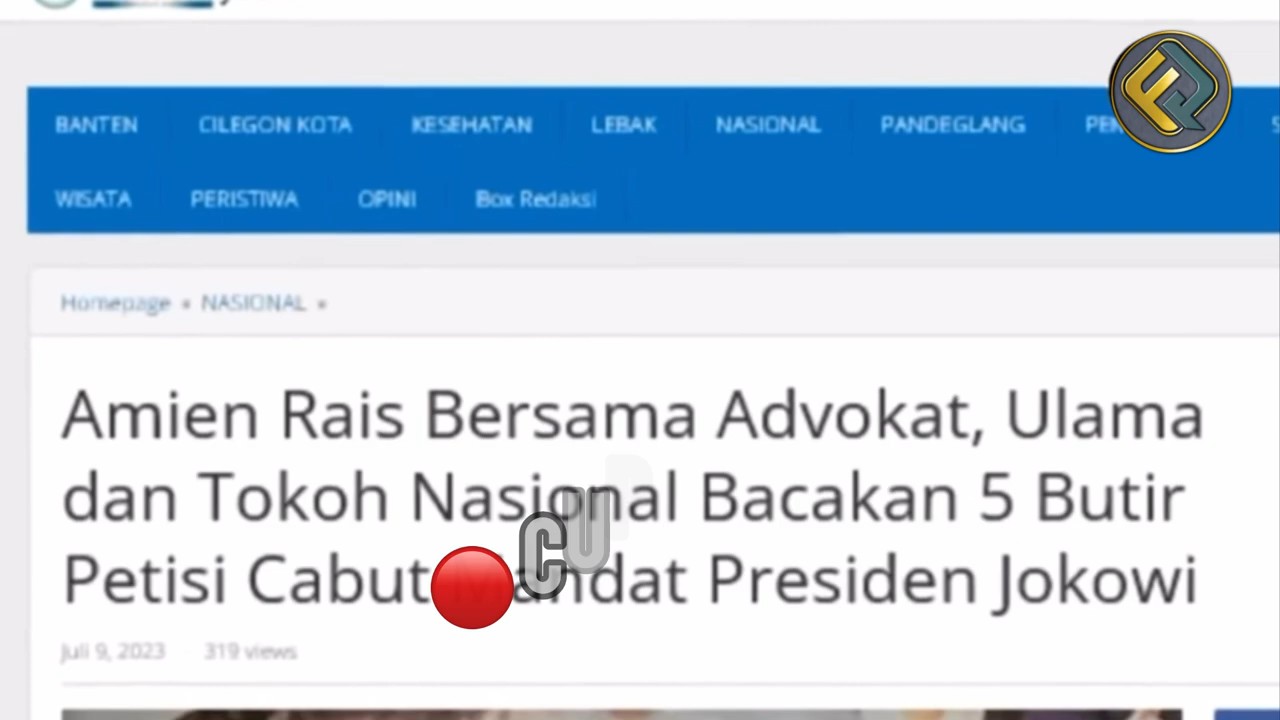 BANTEN CILEGON KOTA KESEHATAN LEBAK NASIONAL PANDEGLANG
WISATA PERISTIWA OPINI Box Redaksi
Homepage » NASIONAL »
Amien Rais Bersama Advokat, Ulama
dan Tokoh Nasional Bacakan 5 Butir
Petisi Cabut Mandat Presiden Jokowi
CU
Juli 9, 2023 319 views